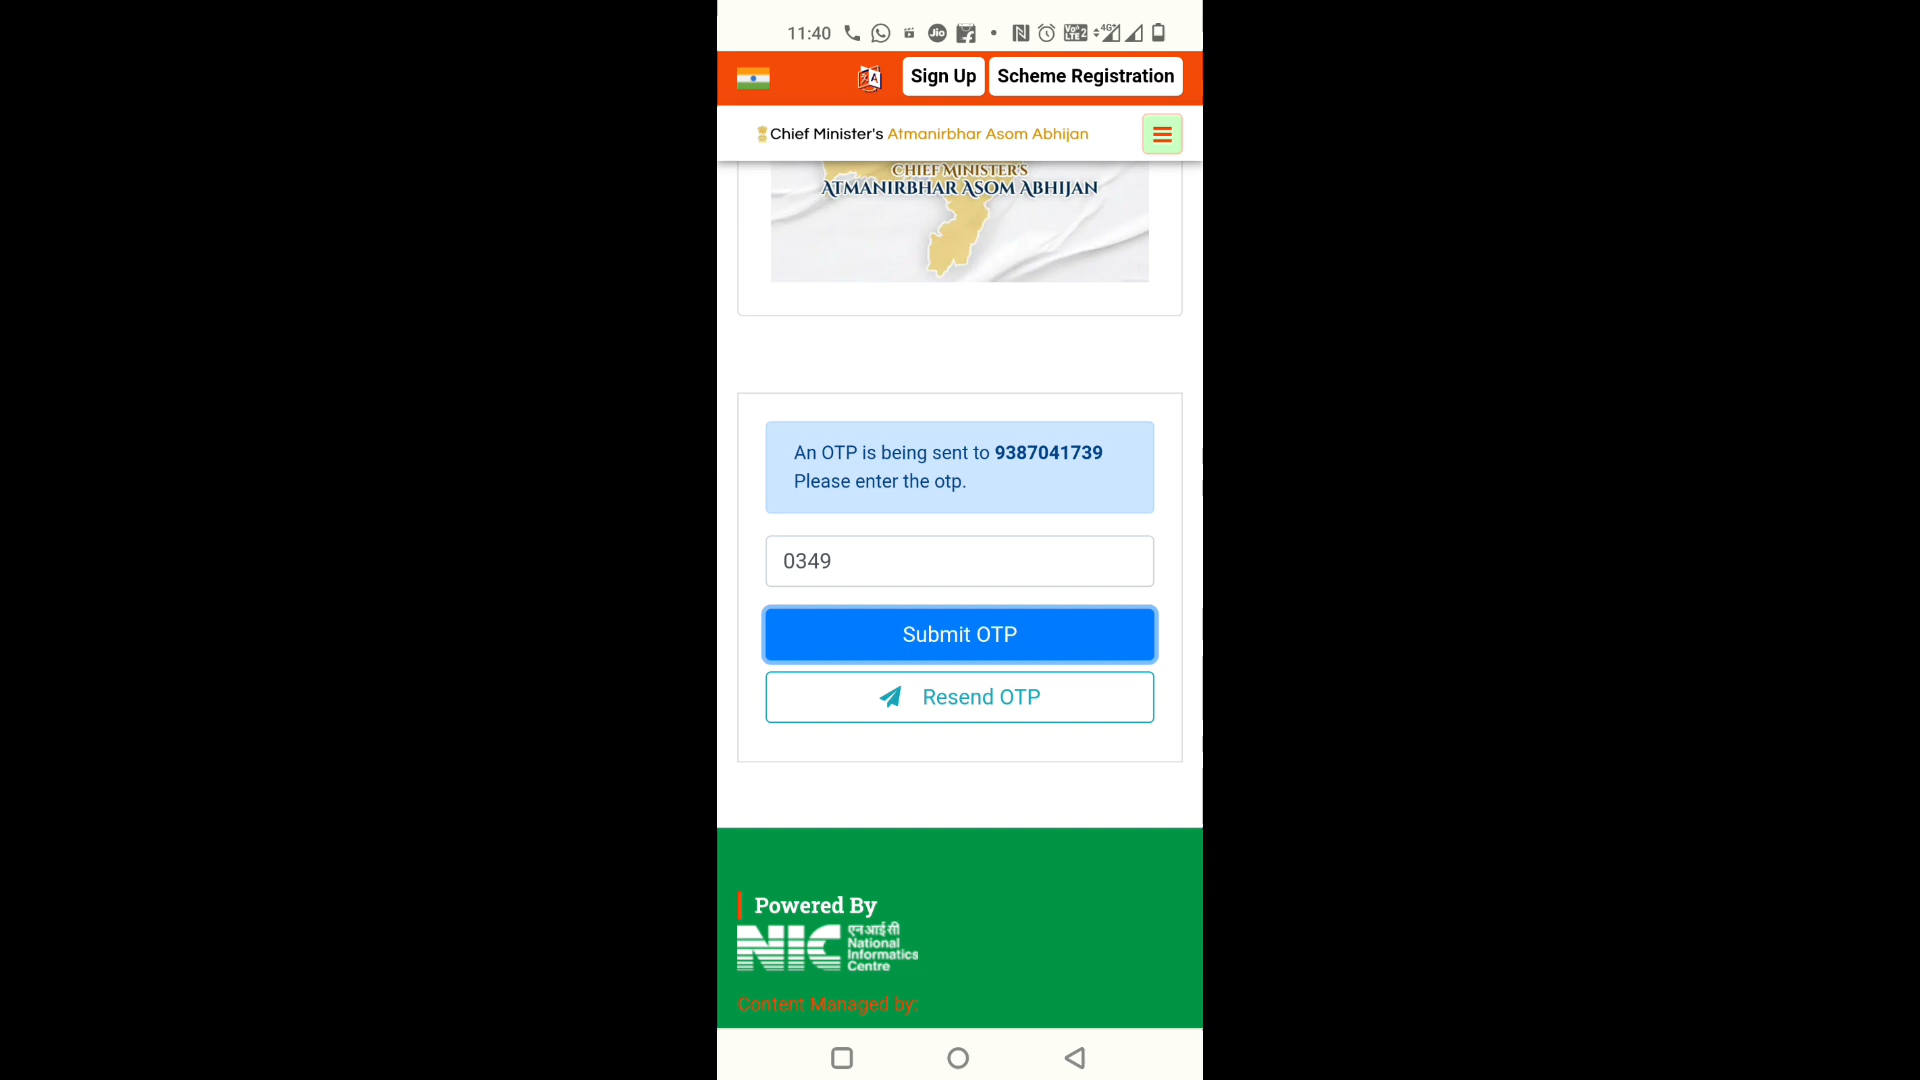 11:40
Sign Up
Scheme Registration
Chief Minister's Atmanirbhar Asom Abhijan
CHIEF MINISTER'S
ATMANIRBHAR ASOM ABHIJAN
An OTP is being sent to 9387041739
Please enter the otp.
0349
Submit OTP
Resend OTP
Powered By
NIC
एनआईसी
National
Informatics
Centre
Content Managed by: